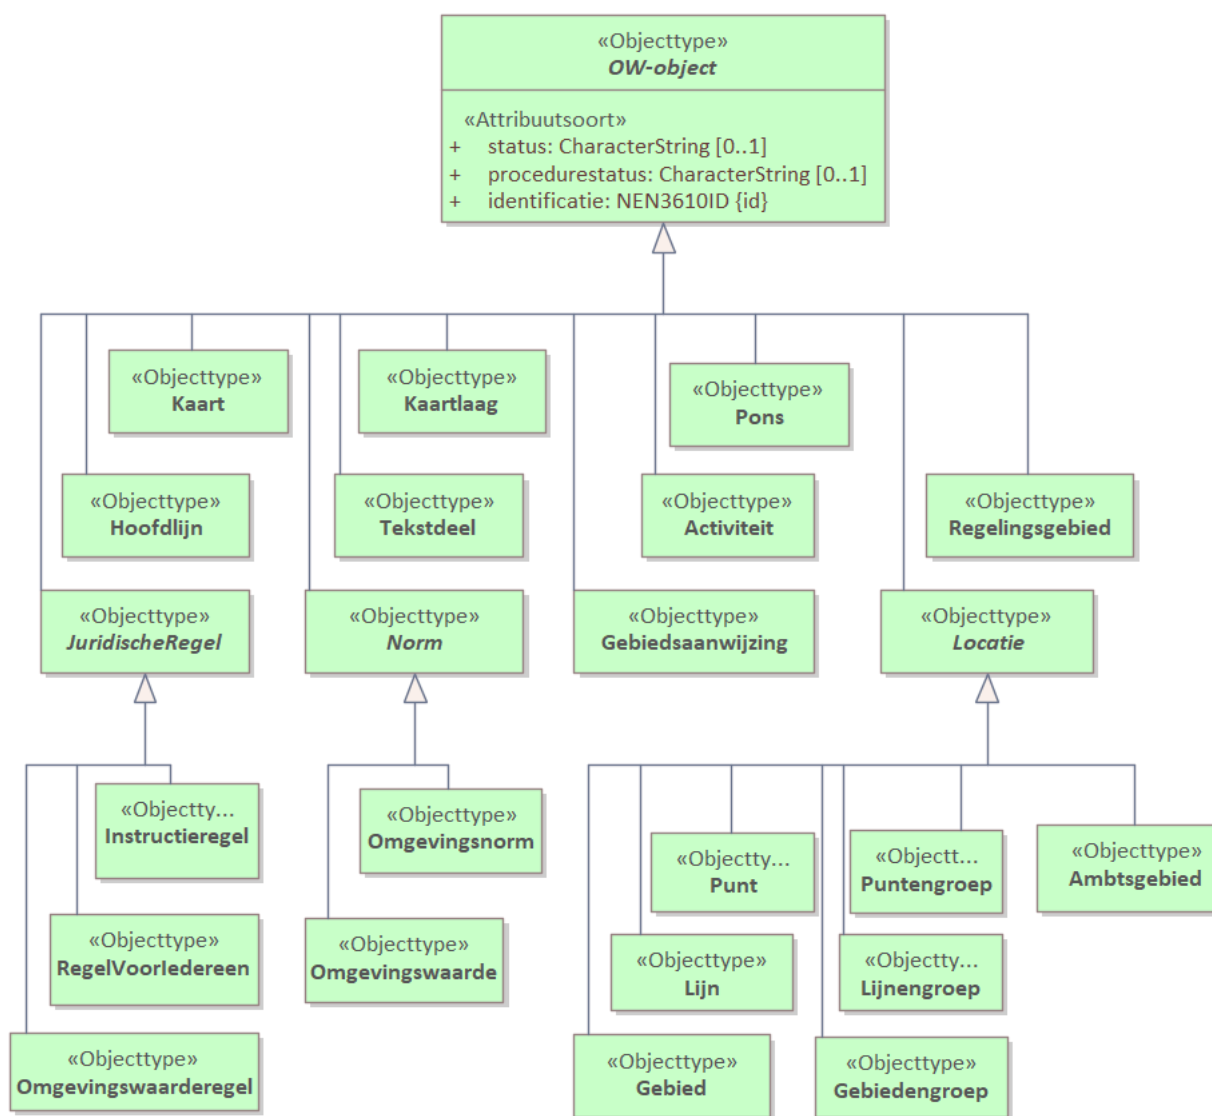 «Objecttype»
OW-object
«Attribuutsoort»
+ status: CharacterString [0..1]
+ procedurestatus: CharacterString [0..1]
+ identificatie: NEN3610ID {id}
«Objecttype»
Kaart
«Objecttype»
Kaartlaag
«Objecttype»
Pons
«Objecttype»
Hoofdlijn
«Objecttype»
Tekstdeel
«Objecttype»
Activiteit
«Objecttype»
Regelingsgebied
«Objecttype»
JuridischeRegel
«Objecttype»
Norm
«Objecttype»
Gebiedsaanwijzing
«Objecttype»
Locatie
«Objectty...
Instructieregel
«Objecttype»
Omgevingsnorm
«Objectty...
Punt
«Objectt...
Puntengroep
«Objecttype»
Ambtsgebied
«Objecttype»
RegelVoorIedereen
«Objecttype»
Omgevingswaarde
«Objecttype»
Lijn
«Objectty...
Lijnengroep
«Objecttype»
Omgevingswaarderegel
«Objecttype»
Gebied
«Objecttype»
Gebiedengroep